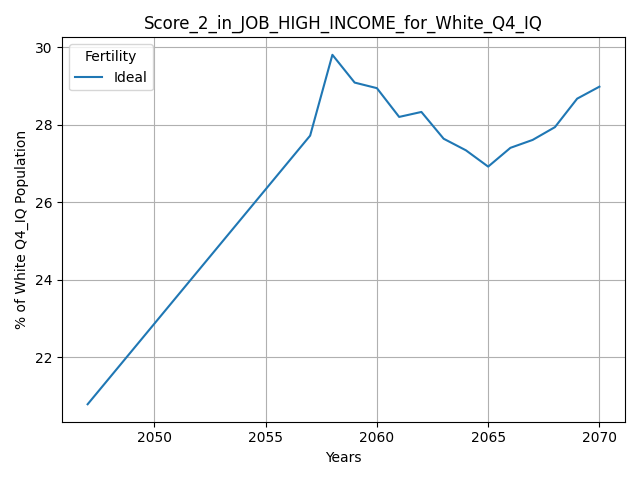 Score_2_in_JOB_HIGH_INCOME_for_White_Q4_IQ
Fertility
Ideal
% of White Q4_IQ Population
30
28
26
24
22
2050
2055
2060
2065
2070
Years